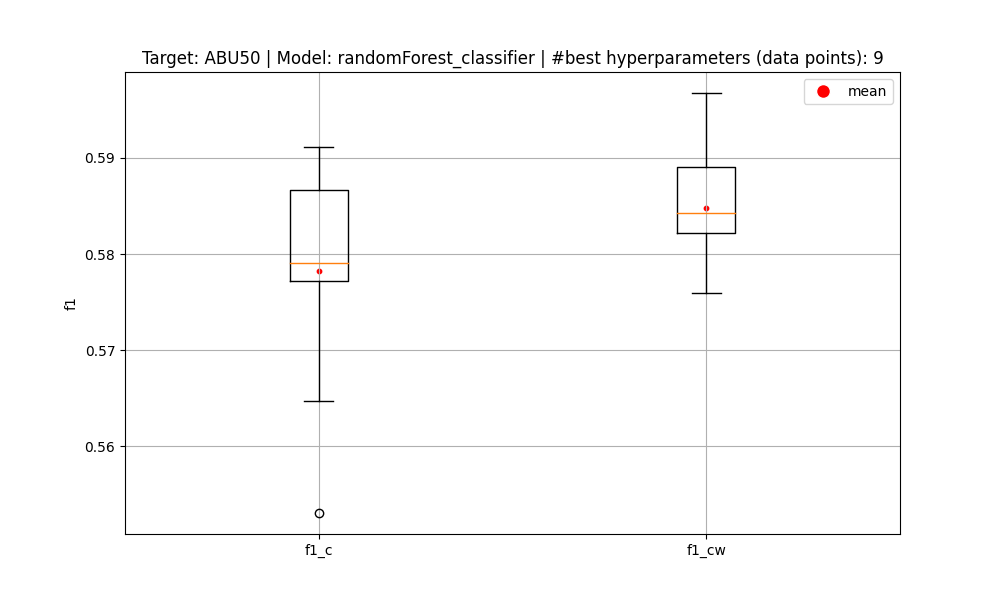 Target: ABU50 | Model: randomForest_classifier | #best hyperparameters (data points): 9
mean
0.59
0.58
0.57
0.56
f1
f1_c
f1_cw